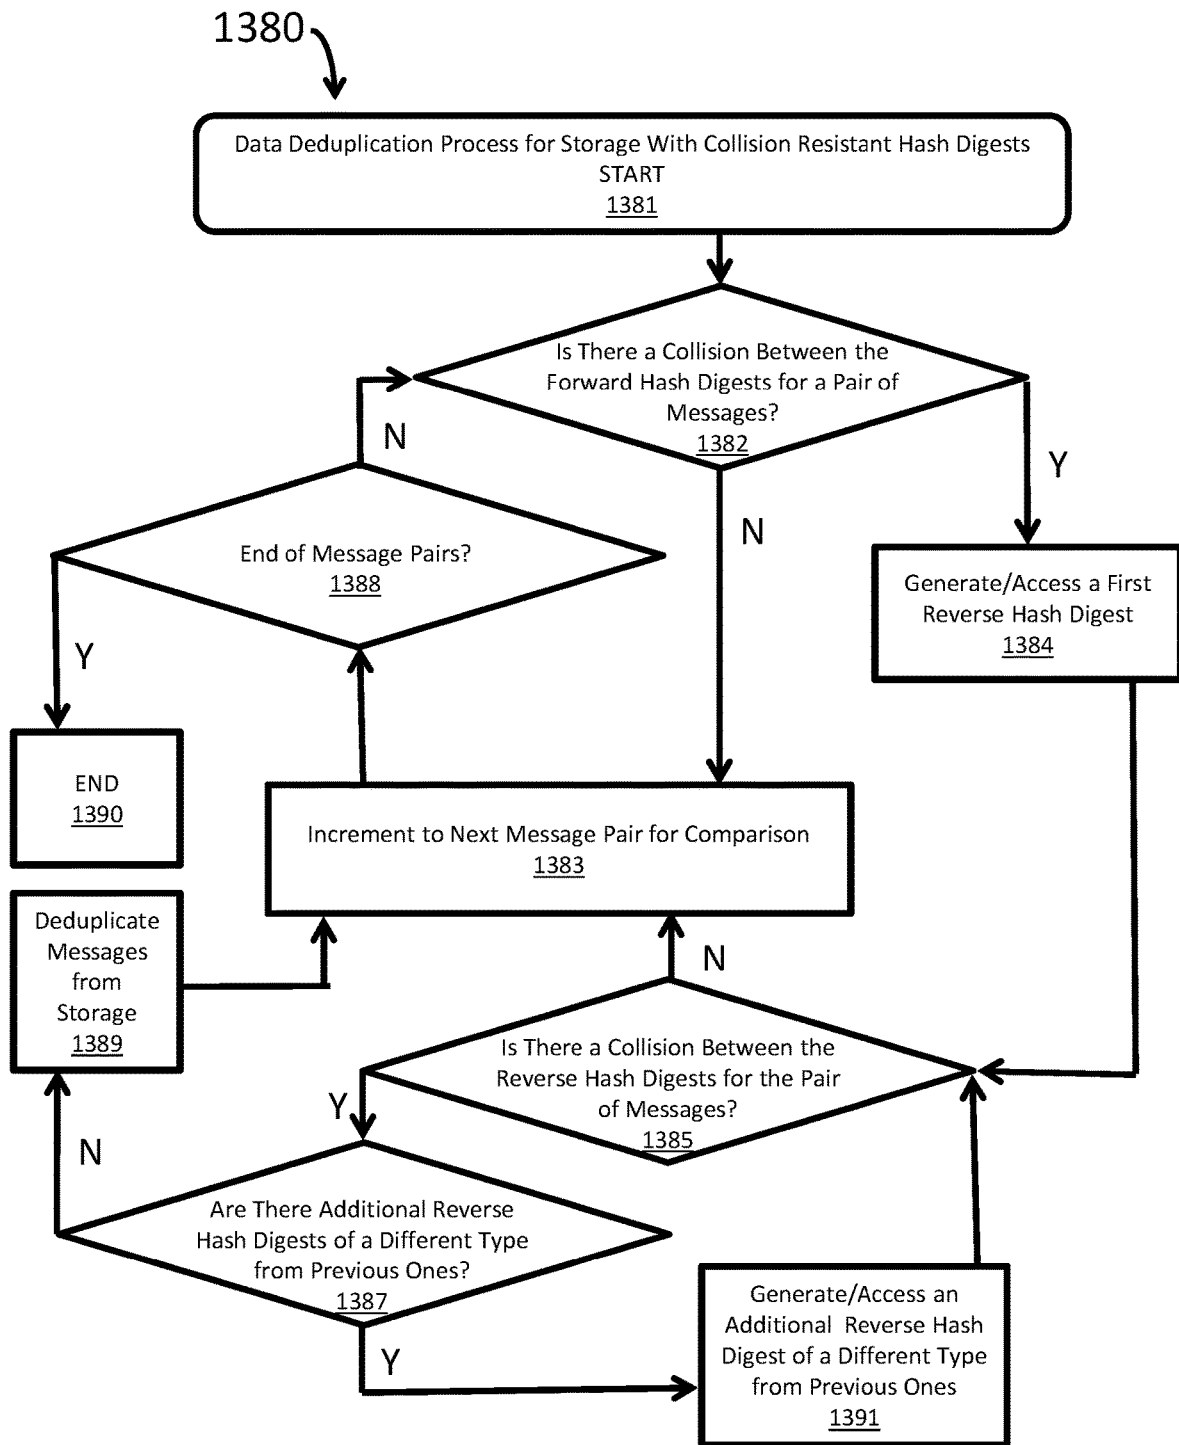 1380
Data Deduplication Process for Storage With Collision Resistant Hash Digests
START
1381
Is There a Collision Between the
Forward Hash Digests for a Pair of
Messages?
1382
N
Y
N
End of Message Pairs?
1388
Generate/Access a First
Reverse Hash Digest
1384
Y
END
1390
Increment to Next Message Pair for Comparison
1383
Deduplicate
Messages
from
Storage
1389
N
Is There a Collision Between the
Reverse Hash Digests for the Pair
of Messages?
1385
Y
N
Are There Additional Reverse
Hash Digests of a Different Type
from Previous Ones?
1387
Y
Generate/Access an
Additional Reverse Hash
Digest of a Different Type
from Previous Ones
1391